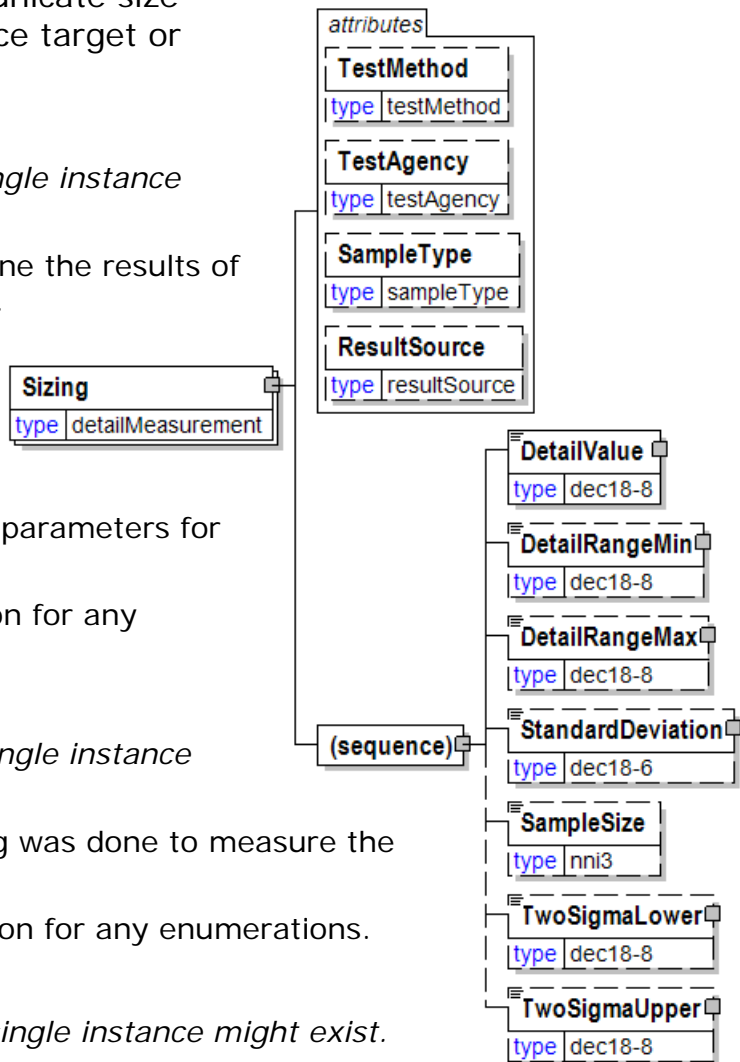 unicate size
ce target or
ngle instance
ne the results of
parameters for
on for any
ngle instance
g was done to measure the
on for any enumerations.
single instance might exist.
Sizing
type detailMeasurement
attributes
TestMethod
type testMethod
TestAgency
type testAgency
SampleType
type sampleType
ResultSource
type resultSource
(sequence)
DetailValue
type dec18-8
DetailRangeMin
type dec18-8
DetailRangeMax
type dec18-8
StandardDeviation
type dec18-6
SampleSize
type nni3
TwoSigmaLower
type dec18-8
TwoSigmaUpper
type dec18-8